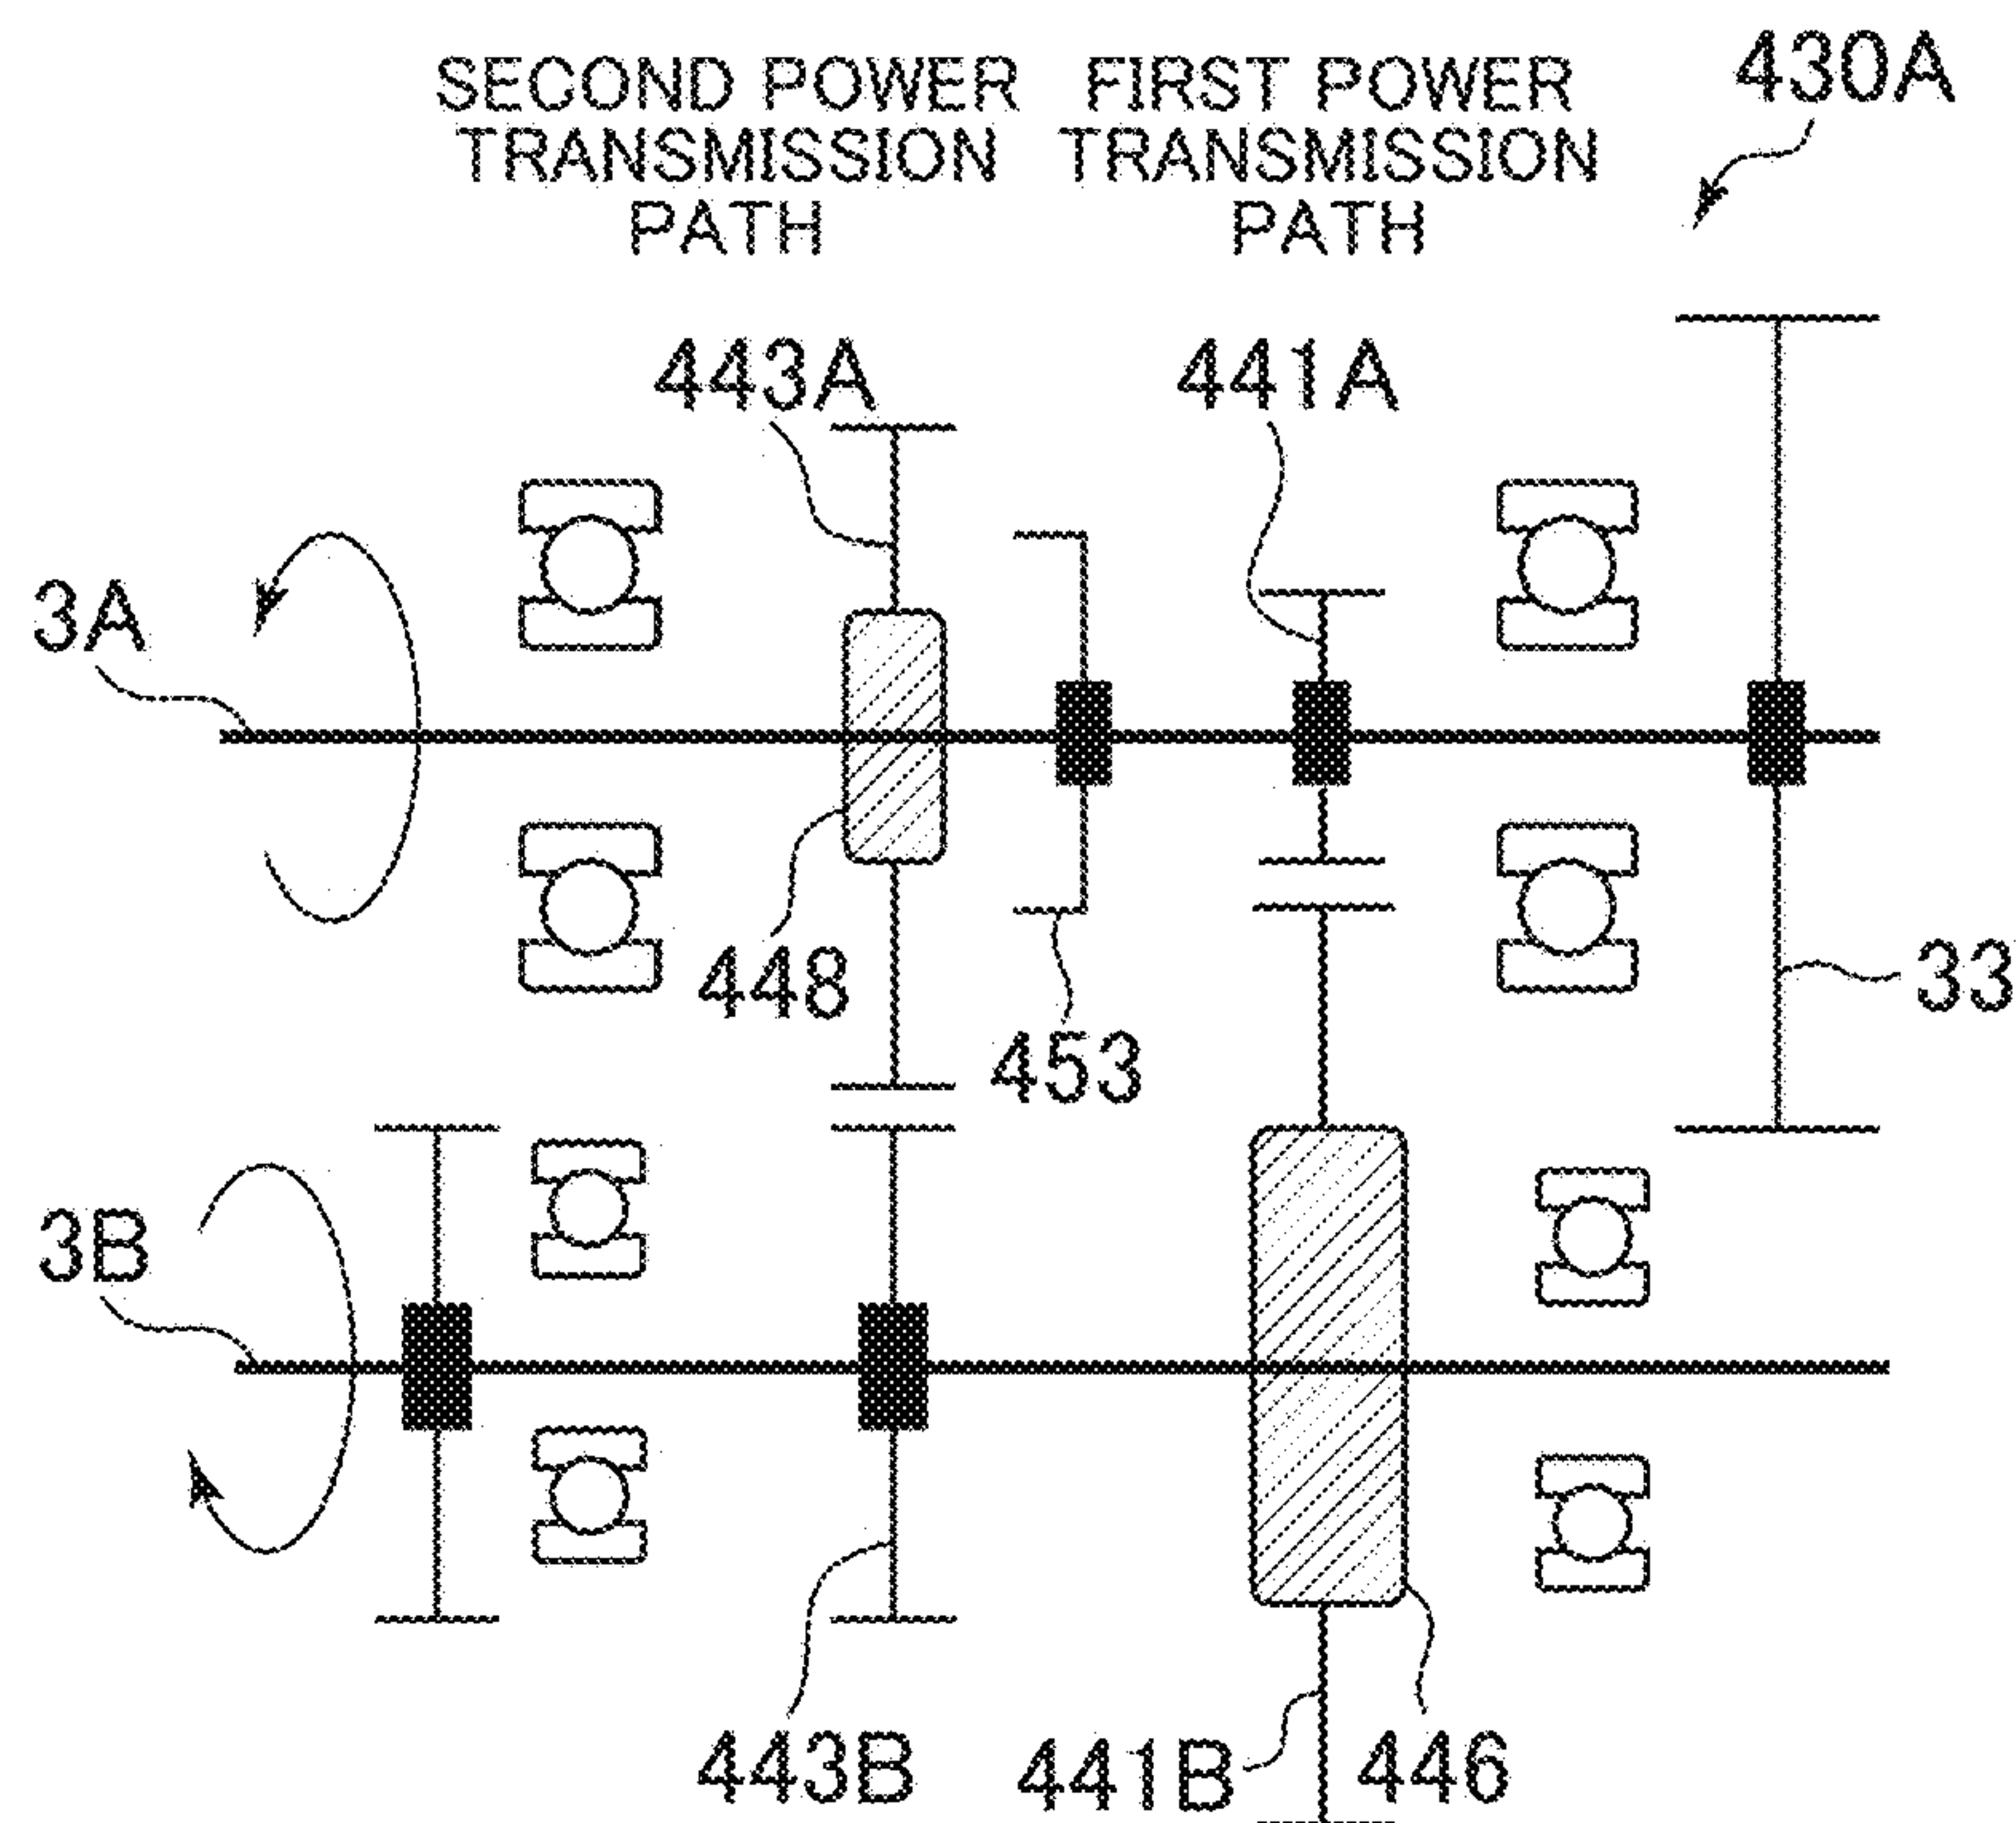 SECOND POWER TRANSMISSION PATH
FIRST POWER TRANSMISSION PATH
430A
443A
441A
3A
448
453
33
3B
443B
441B
446